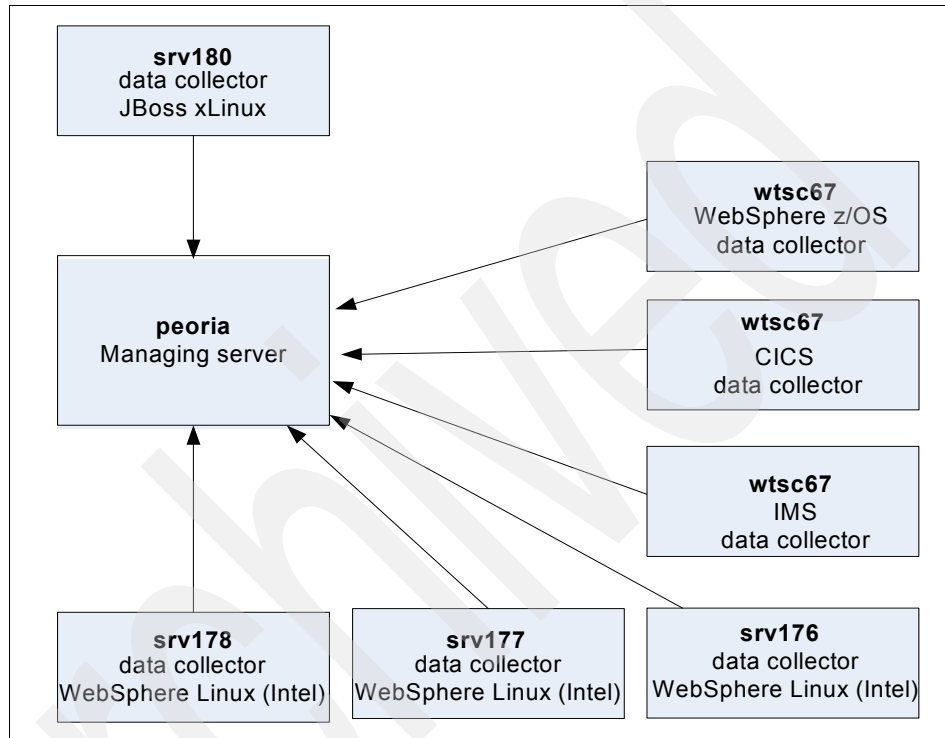 srv180
data collector
JBoss xLinux
wtsc67
WebSphere z/OS
data collector
peoria
Managing server
wtsc67
CICS
data collector
wtsc67
IMS
data collector
srv178
data collector
WebSphere Linux (Intel)
srv177
data collector
WebSphere Linux (Intel)
srv176
data collector
WebSphere Linux (Intel)
rchived